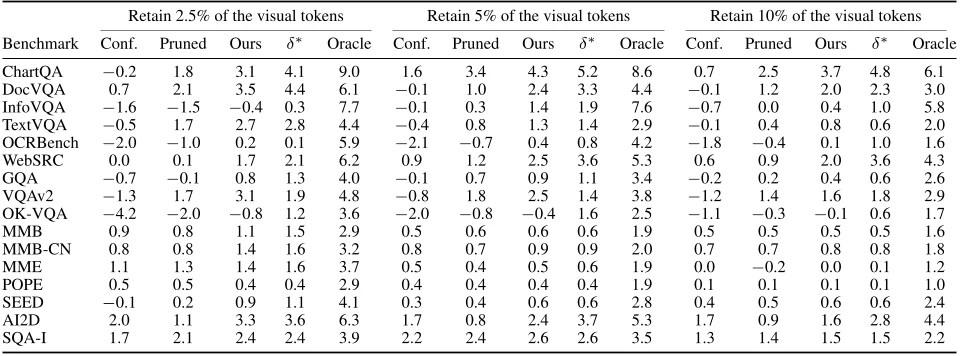 Retain 2.5% of the visual tokens Retain 5% of the visual tokens Retain 10% of the visual tokens
Benchmark Conf. Pruned Ours δ* Oracle Conf. Pruned Ours δ* Oracle Conf. Pruned Ours δ* Oracle
ChartQA −0.2 1.8 3.1 4.1 9.0 1.6 3.4 4.3 5.2 8.6 0.7 2.5 3.7 4.8 6.1
DocVQA 0.7 2.1 3.5 4.4 6.1 −0.1 1.0 2.4 3.3 4.4 −0.1 1.2 2.0 2.3 3.0
InfoVQA −1.6 −1.5 −0.4 0.3 7.7 −0.1 0.3 1.4 1.9 7.6 −0.7 0.0 0.4 1.0 5.8
TextVQA −0.5 1.7 2.7 2.8 4.4 −0.4 0.8 1.3 1.4 2.9 −0.1 0.4 0.8 0.6 2.0
OCRBench −2.0 −1.0 0.2 0.1 5.9 −2.1 −0.7 0.4 0.8 4.2 −1.8 −0.4 0.1 1.0 1.6
WebSRC 0.0 0.1 1.7 2.1 6.2 0.9 1.2 2.5 3.6 5.3 0.6 0.9 2.0 3.6 4.3
GQA −0.7 −0.1 0.8 1.3 4.0 −0.1 0.7 0.9 1.1 3.4 −0.2 0.2 0.4 0.6 2.6
VQAv2 −1.3 1.7 3.1 1.9 4.8 −0.8 1.8 2.5 1.4 3.8 −1.2 1.4 1.6 1.8 2.9
OK-VQA −4.2 −2.0 −0.8 1.2 3.6 −2.0 −0.8 −0.4 1.6 2.5 −1.1 −0.3 −0.1 0.6 1.7
MMB 0.9 0.8 1.1 1.5 2.9 0.5 0.6 0.6 0.6 1.9 0.5 0.5 0.5 0.5 1.6
MMB-CN 0.8 0.8 1.4 1.6 3.2 0.8 0.7 0.9 0.9 2.0 0.7 0.7 0.8 0.8 1.8
MME 1.1 1.3 1.4 1.6 3.7 0.5 0.4 0.5 0.6 1.9 0.0 −0.2 0.0 0.1 1.2
POPE 0.5 0.5 0.4 0.4 2.9 0.4 0.4 0.4 0.4 1.9 0.1 0.1 0.1 0.1 1.0
SEED −0.1 0.2 0.9 1.1 4.1 0.3 0.4 0.6 0.6 2.8 0.4 0.5 0.6 0.6 2.4
AI2D 2.0 1.1 3.3 3.6 6.3 1.7 0.8 2.4 3.7 5.3 1.7 0.9 1.6 2.8 4.4
SQA-I 1.7 2.1 2.4 2.4 3.9 2.2 2.4 2.6 2.6 3.5 1.3 1.4 1.5 1.5 2.2